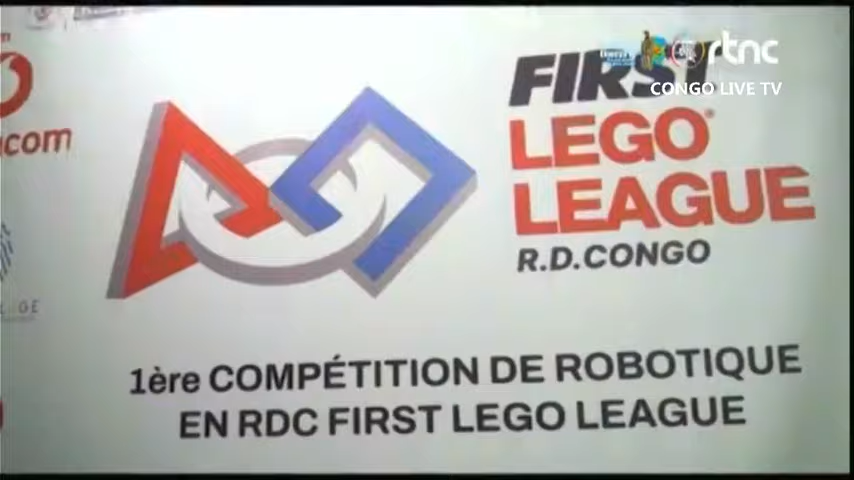 rtnc
CONGO LIVE TV
FIRST
LEGO®
LEAGUE
R.D.CONGO
1ère COMPÉTITION DE ROBOTIQUE
EN RDC FIRST LEGO LEAGUE